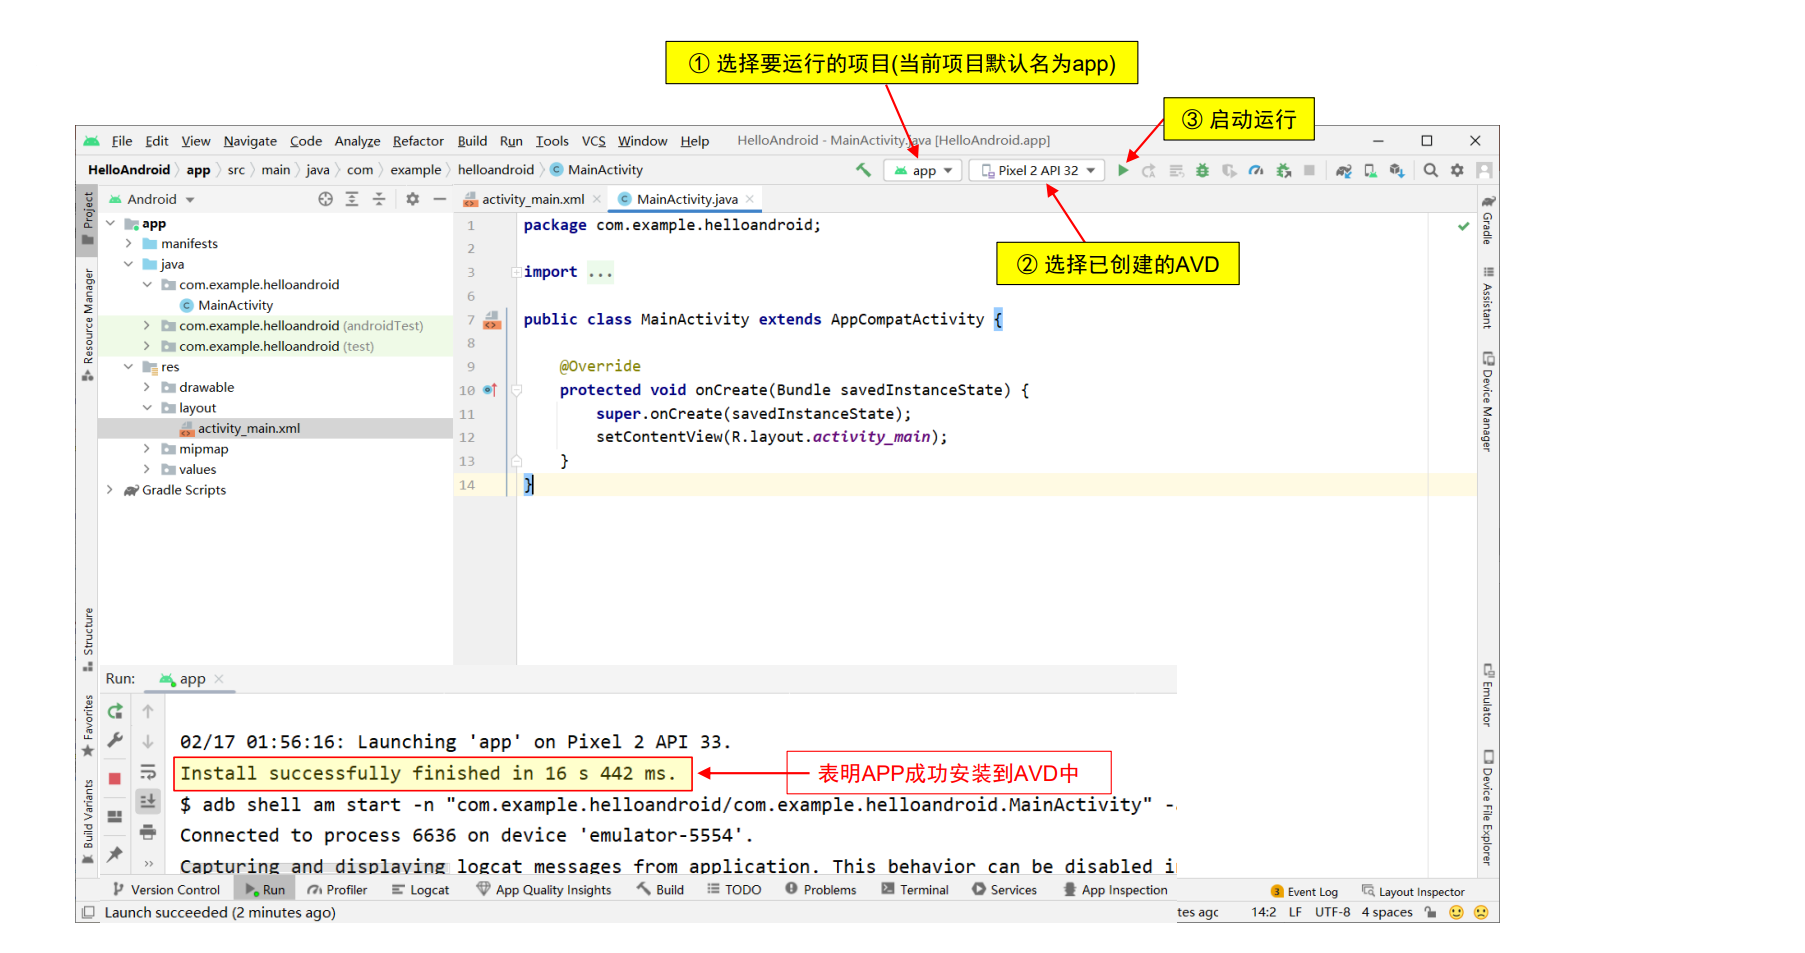 ① 选择要运行的项目(当前项目默认名为app)
③ 启动运行
File Edit View Navigate Code Analyze Refactor Build Run Tools VCS Window Help HelloAndroid - MainActivity.java [HelloAndroid.app]
HelloAndroid app src main java com example helloandroid MainActivity app Pixel 2 API 32
Project
Android
activity_main.xml
MainActivity.java
Gradle
② 选择已创建的AVD
app
manifests
java
com.example.helloandroid
MainActivity
com.example.helloandroid (androidTest)
com.example.helloandroid (test)
res
drawable
layout
activity_main.xml
mipmap
values
Gradle Scripts
Resource Manager
1 package com.example.helloandroid;
2
3 import ...
6
7 public class MainActivity extends AppCompatActivity {
8
9 @Override
10 protected void onCreate(Bundle savedInstanceState) {
11 super.onCreate(savedInstanceState);
12 setContentView(R.layout.activity_main);
13 }
14 }
Assistant
Device Manager
Emulator
Device File Explorer
Structure
Favorites
Build Variants
Run: app
02/17 01:56:16: Launching 'app' on Pixel 2 API 33.
Install successfully finished in 16 s 442 ms.
表明APP成功安装到AVD中
$ adb shell am start -n "com.example.helloandroid/com.example.helloandroid.MainActivity" -
Connected to process 6636 on device 'emulator-5554'.
Capturing and displaying logcat messages from application. This behavior can be disabled i
Version Control Run Profiler Logcat App Quality Insights Build TODO Problems Terminal Services App Inspection 3 Event Log Layout Inspector
Launch succeeded (2 minutes ago) tes ago 14:2 LF UTF-8 4 spaces